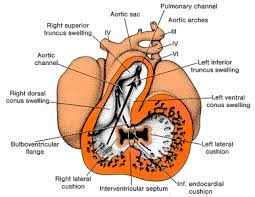 Pulmonary channel
Aortic sac
Aortic arches
Right superior
truncus swelling
IV
III
IV
VI
Aortic
channel
Left inferior
truncus swelling
Right dorsal
conus swelling
Left ventral
conus swelling
Bulboventricular
flange
Left lateral
cushion
Right lateral
cushion
Interventricular septum
Inf. endocardial
cushion